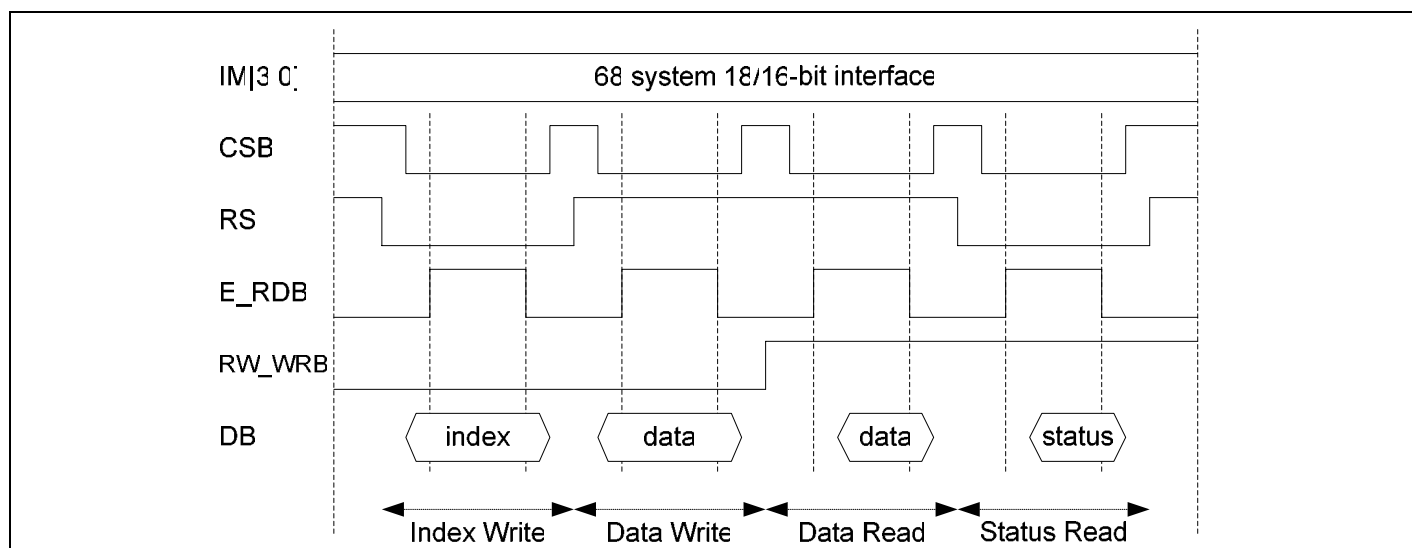 IM[3 0] 68 system 18/16-bit interface
CSB
RS
E_RDB
RW_WRB
DB index data data status
Index Write Data Write Data Read Status Read